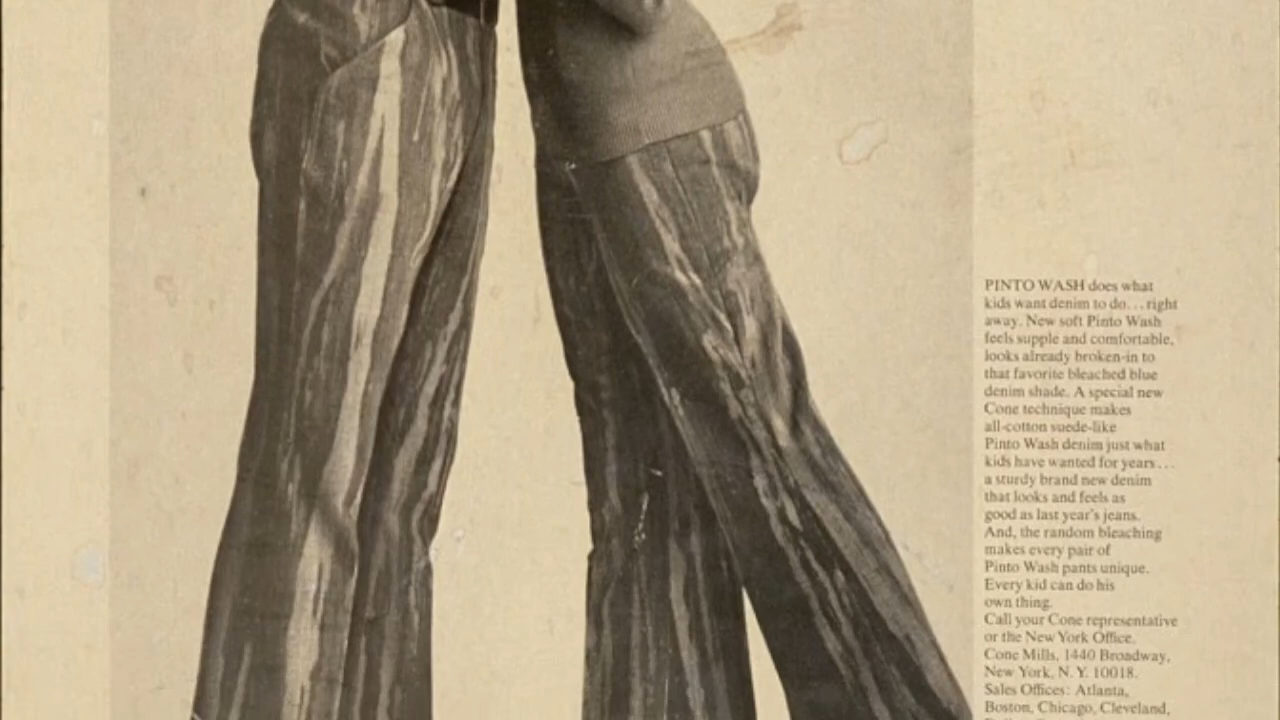 PINTO WASH does what
kids want denim to do...right
away. New soft Pinto Wash
feels supple and comfortable,
looks already broken-in to
that favorite bleached blue
denim shade. A special new
Cone technique makes
all-cotton suede-like
Pinto Wash denim just what
kids have wanted for years...
a sturdy brand new denim
that looks and feels as
good as last year's jeans.
And, the random bleaching
makes every pair of
Pinto Wash pants unique.
Every kid can do his
own thing.
Call your Cone representative
or the New York Office,
Cone Mills, 1440 Broadway,
New York, N.Y. 10018.
Sales Offices: Atlanta,
Boston, Chicago, Cleveland,